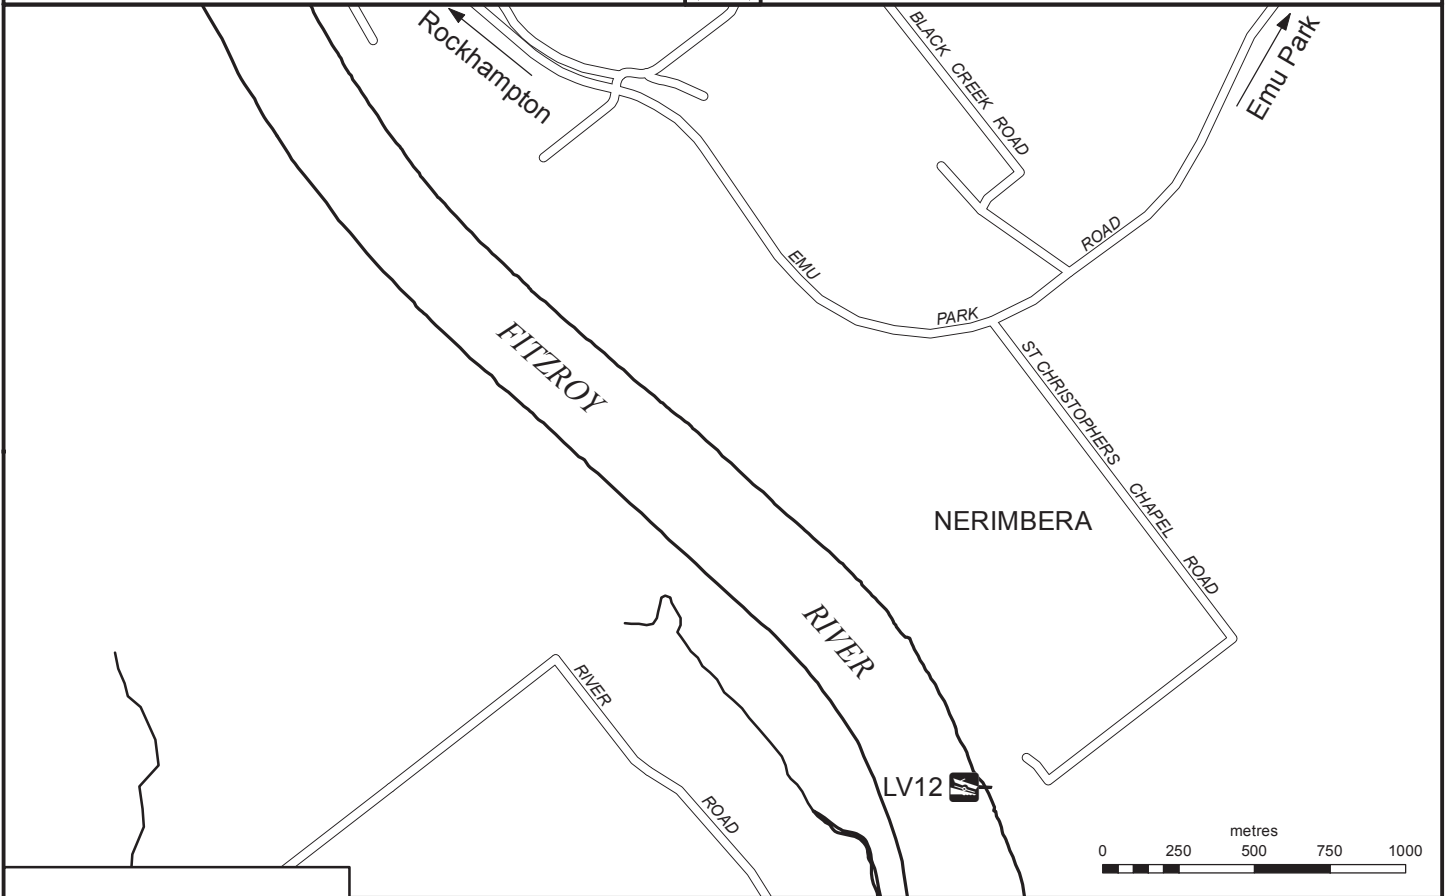 Rockhampton
BLACK CREEK ROAD
Emu Park
EMU
PARK
ROAD
FITZROY
ST CHRISTOPHERS CHAPEL ROAD
NERIMBERA
RIVER
RIVER
ROAD
LV12
metres
0 250 500 750 1000